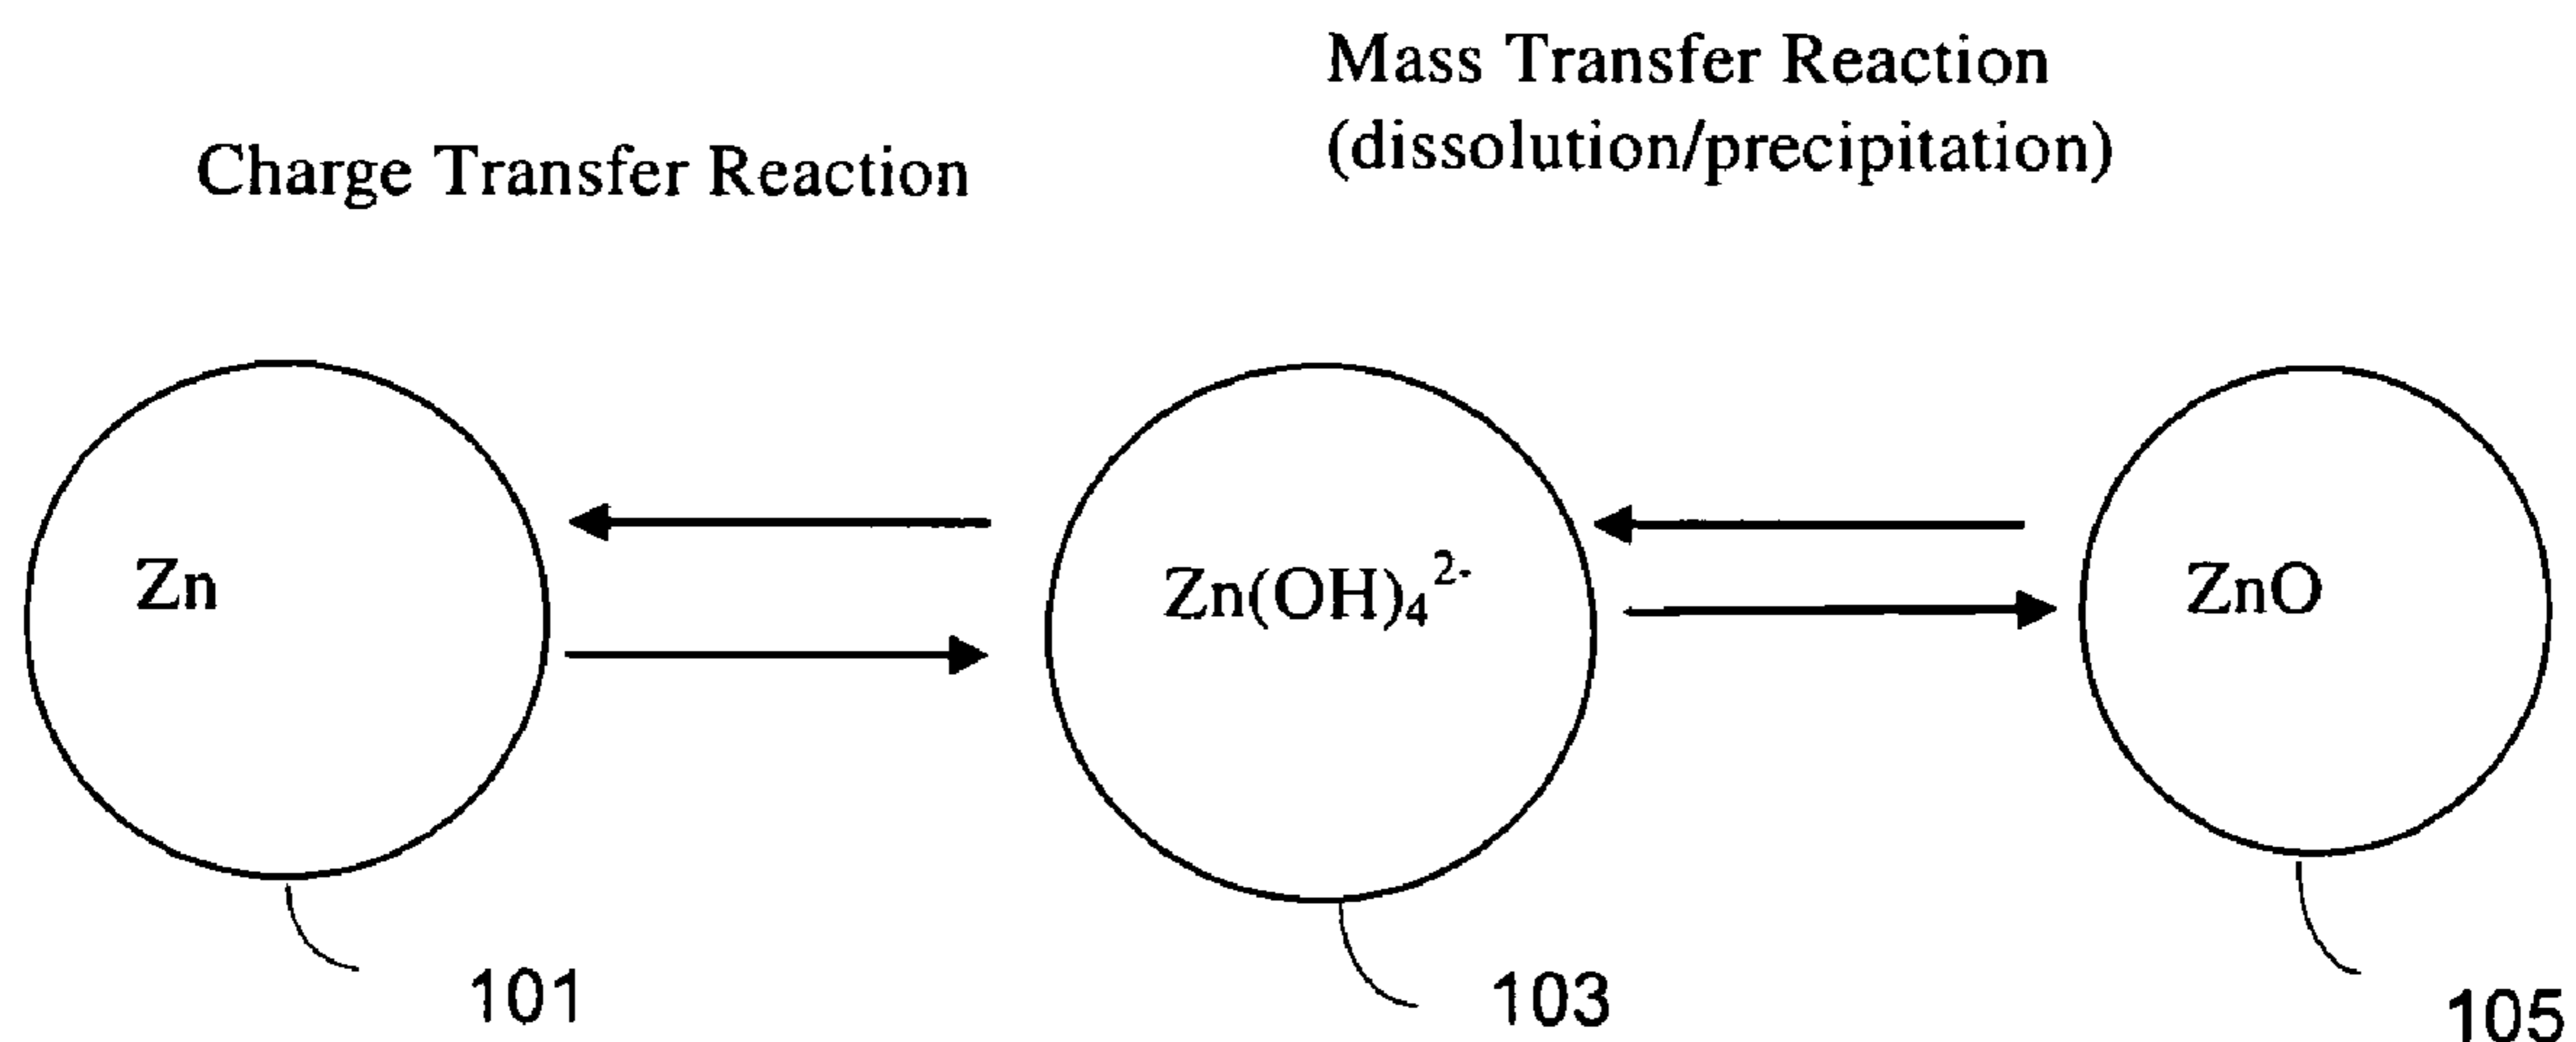 Mass Transfer Reaction
(dissolution/precipitation)
Charge Transfer Reaction
Zn
Zn(OH)₄²⁻
ZnO
101
103
105